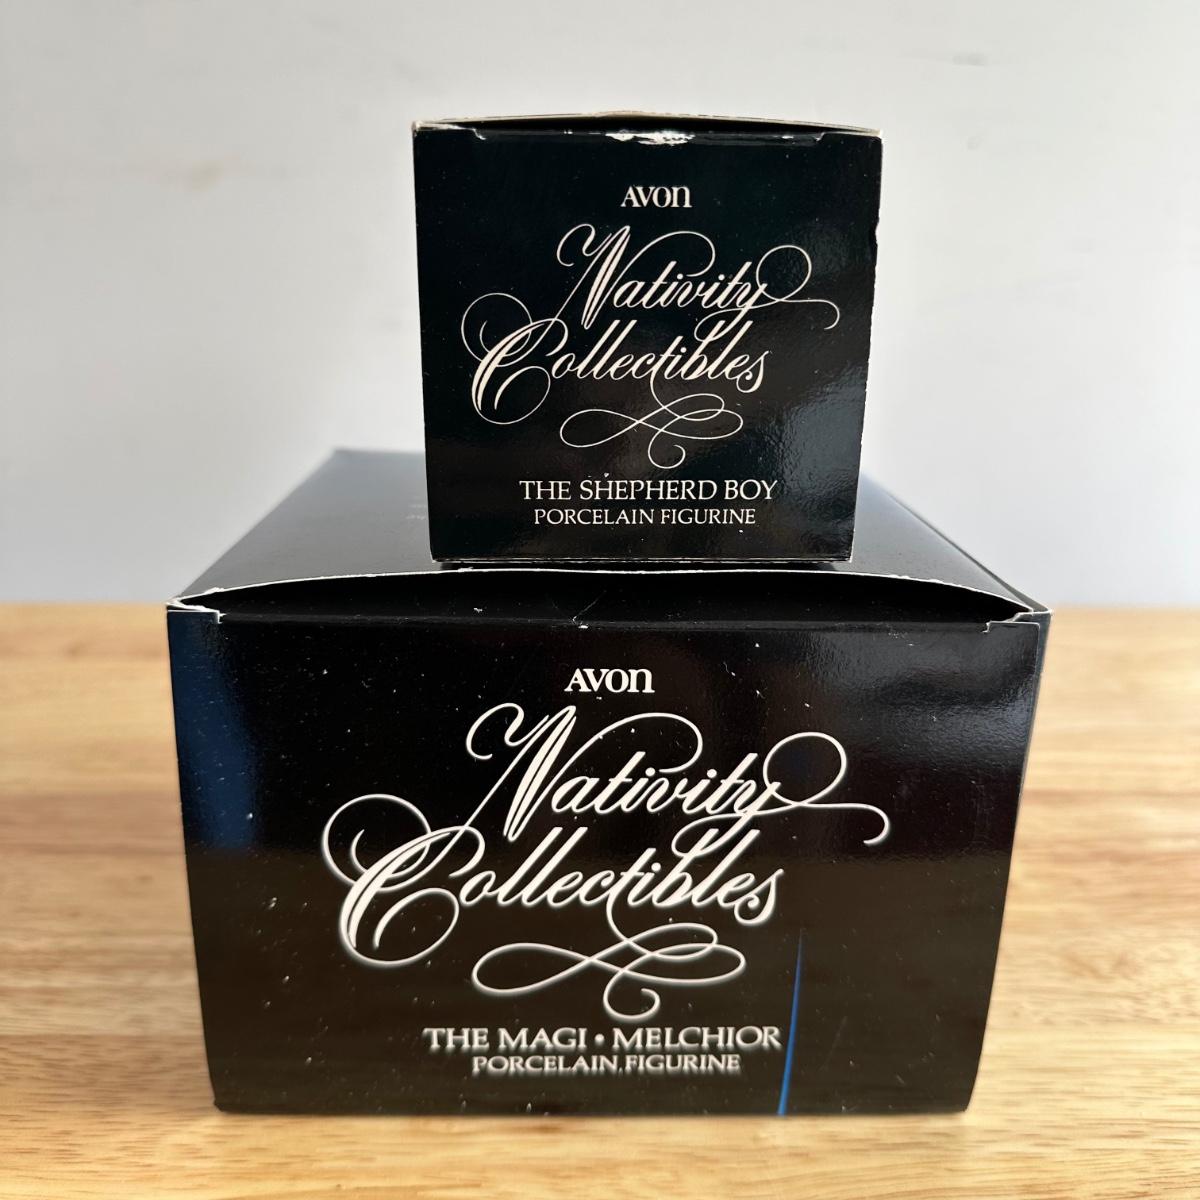 AVON
Nativity
Collectibles
THE SHEPHERD BOY
PORCELAIN FIGURINE
AVON
Nativity
Collectibles
THE MAGI • MELCHIOR
PORCELAIN FIGURINE